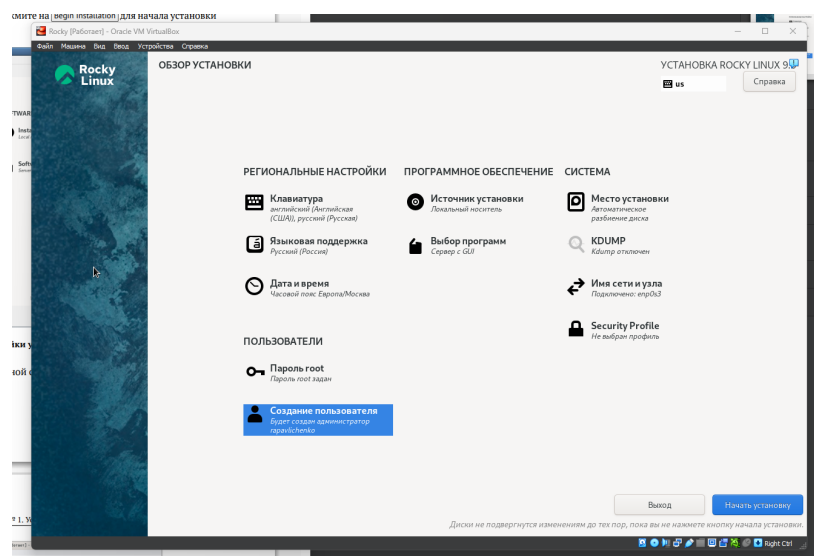 кмите на Begin Installation для начала установки
Rocky [Работает] - Oracle VM VirtualBox
Файл Машина Вид Ввод Устройства Справка
Rocky
Linux
ОБЗОР УСТАНОВКИ
УСТАНОВКА ROCKY LINUX 9.
us
Справка
РЕГИОНАЛЬНЫЕ НАСТРОЙКИ
Клавиатура
английский (Английская
(США)), русский (Русская)
Языковая поддержка
Русский (Россия)
Дата и время
Часовой пояс Европа/Москва
ПРОГРАММНОЕ ОБЕСПЕЧЕНИЕ
Источник установки
Локальный носитель
Выбор программ
Сервер с GUI
СИСТЕМА
Место установки
Автоматическое
разбиение диска
KDUMP
Kdump отключен
Имя сети и узла
Подключено: enp0s3
Security Profile
Не выбран профиль
ПОЛЬЗОВАТЕЛИ
Пароль root
Пароль root задан
Создание пользователя
Будет создан администратор
rapavlichenko
Выход
Начать установку
Диски не подвергнутся изменениям до тех пор, пока вы не нажмете кнопку начала установки.
Right Ctrl